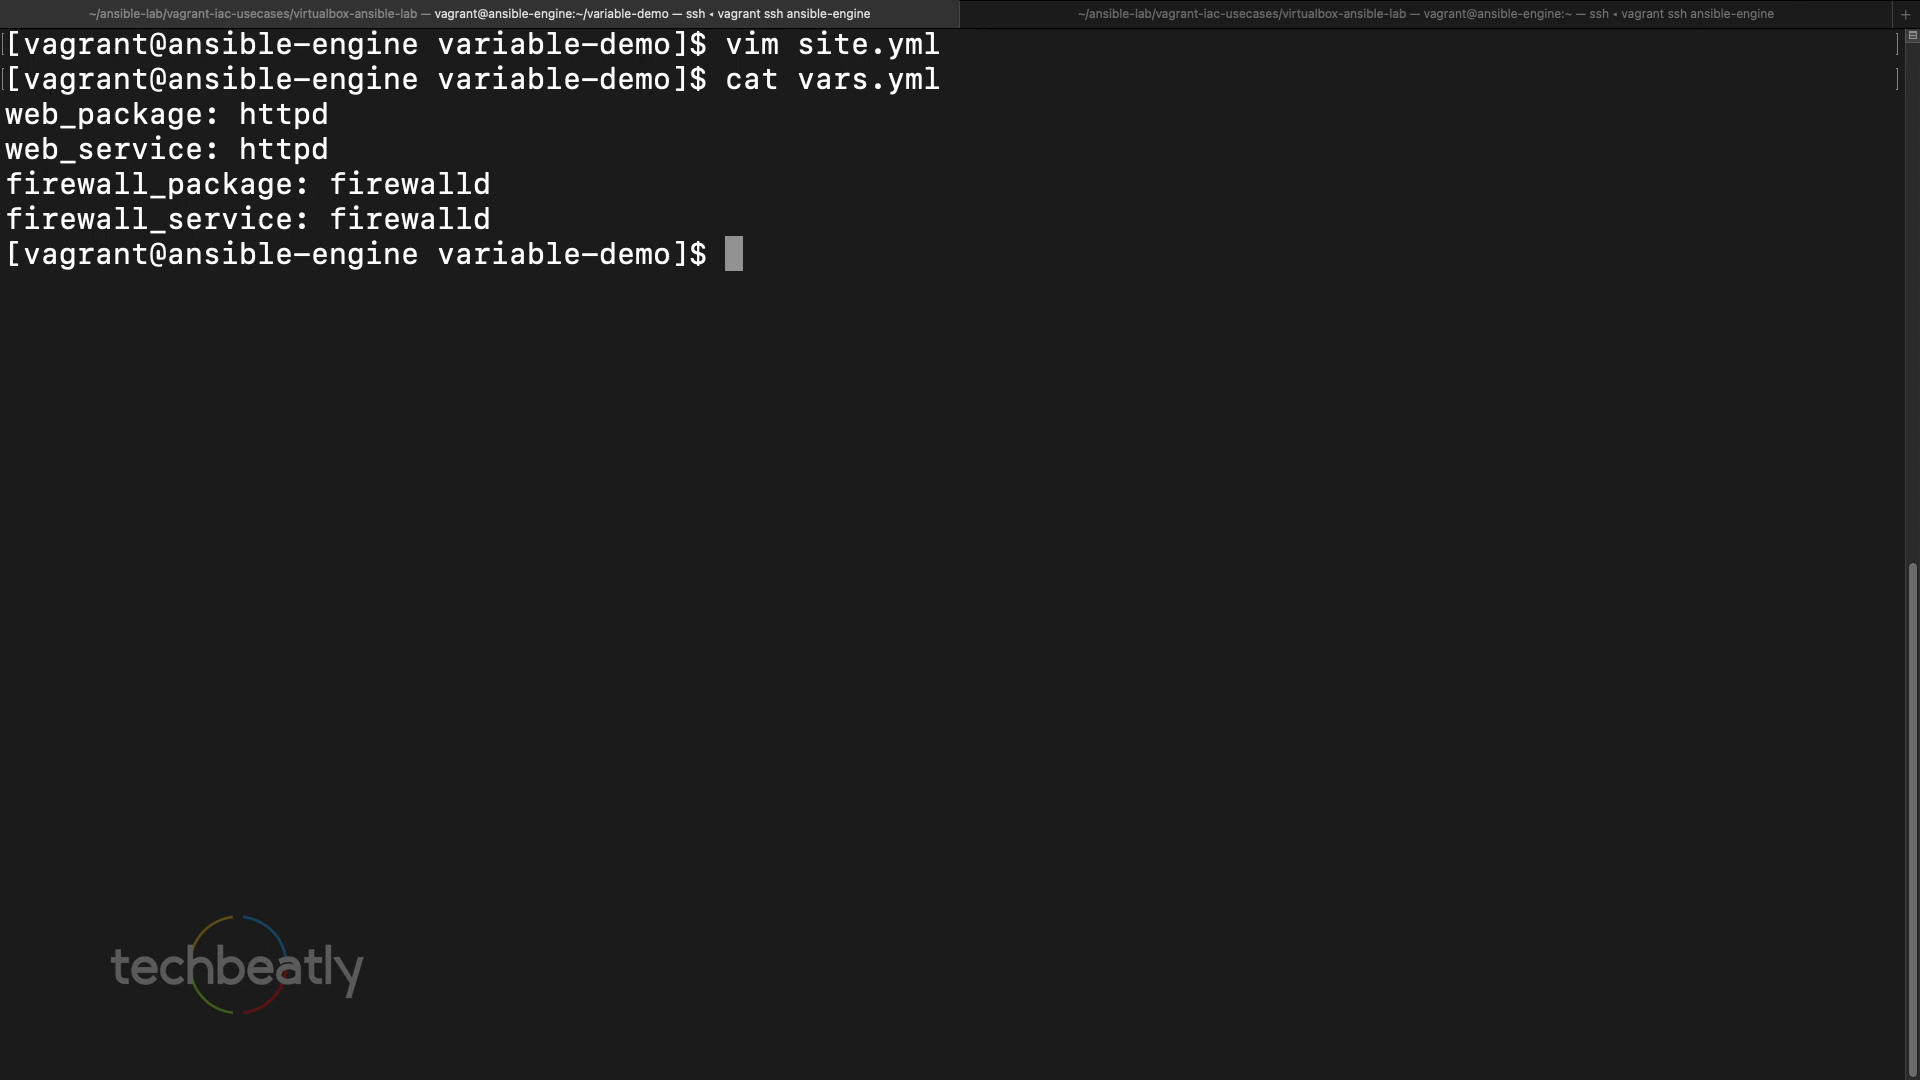 ~/ansible-lab/vagrant-iac-usecases/virtualbox-ansible-lab — vagrant@ansible-engine:~/variable-demo — ssh ◂ vagrant ssh ansible-engine
~/ansible-lab/vagrant-iac-usecases/virtualbox-ansible-lab — vagrant@ansible-engine:~ — ssh ◂ vagrant ssh ansible-engine
[vagrant@ansible-engine variable-demo]$ vim site.yml
[vagrant@ansible-engine variable-demo]$ cat vars.yml
web_package: httpd
web_service: httpd
firewall_package: firewalld
firewall_service: firewalld
[vagrant@ansible-engine variable-demo]$
techbeatly